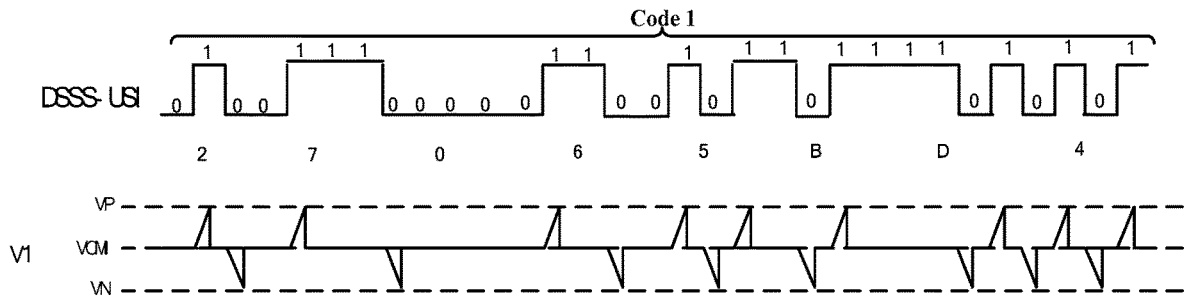 Code 1
1 1 1 1 1 1 1 1 1 1 1 1 1 1 1 1
DSSS- USI 0 0 0 0 0 0 0 0 0 0 0 0 0 0 0
2 7 0 6 5 B D 4
VP
V1 VCMI
VN